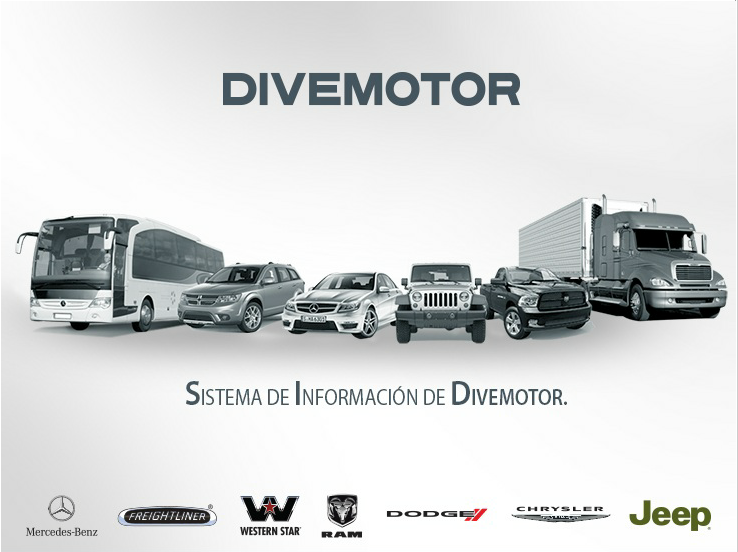 DIVEMOTOR
SISTEMA DE INFORMACIÓN DE DIVEMOTOR.
Mercedes-Benz
FREIGHTLINER
WESTERN STAR
RAM
DODGE
CHRYSLER
Jeep